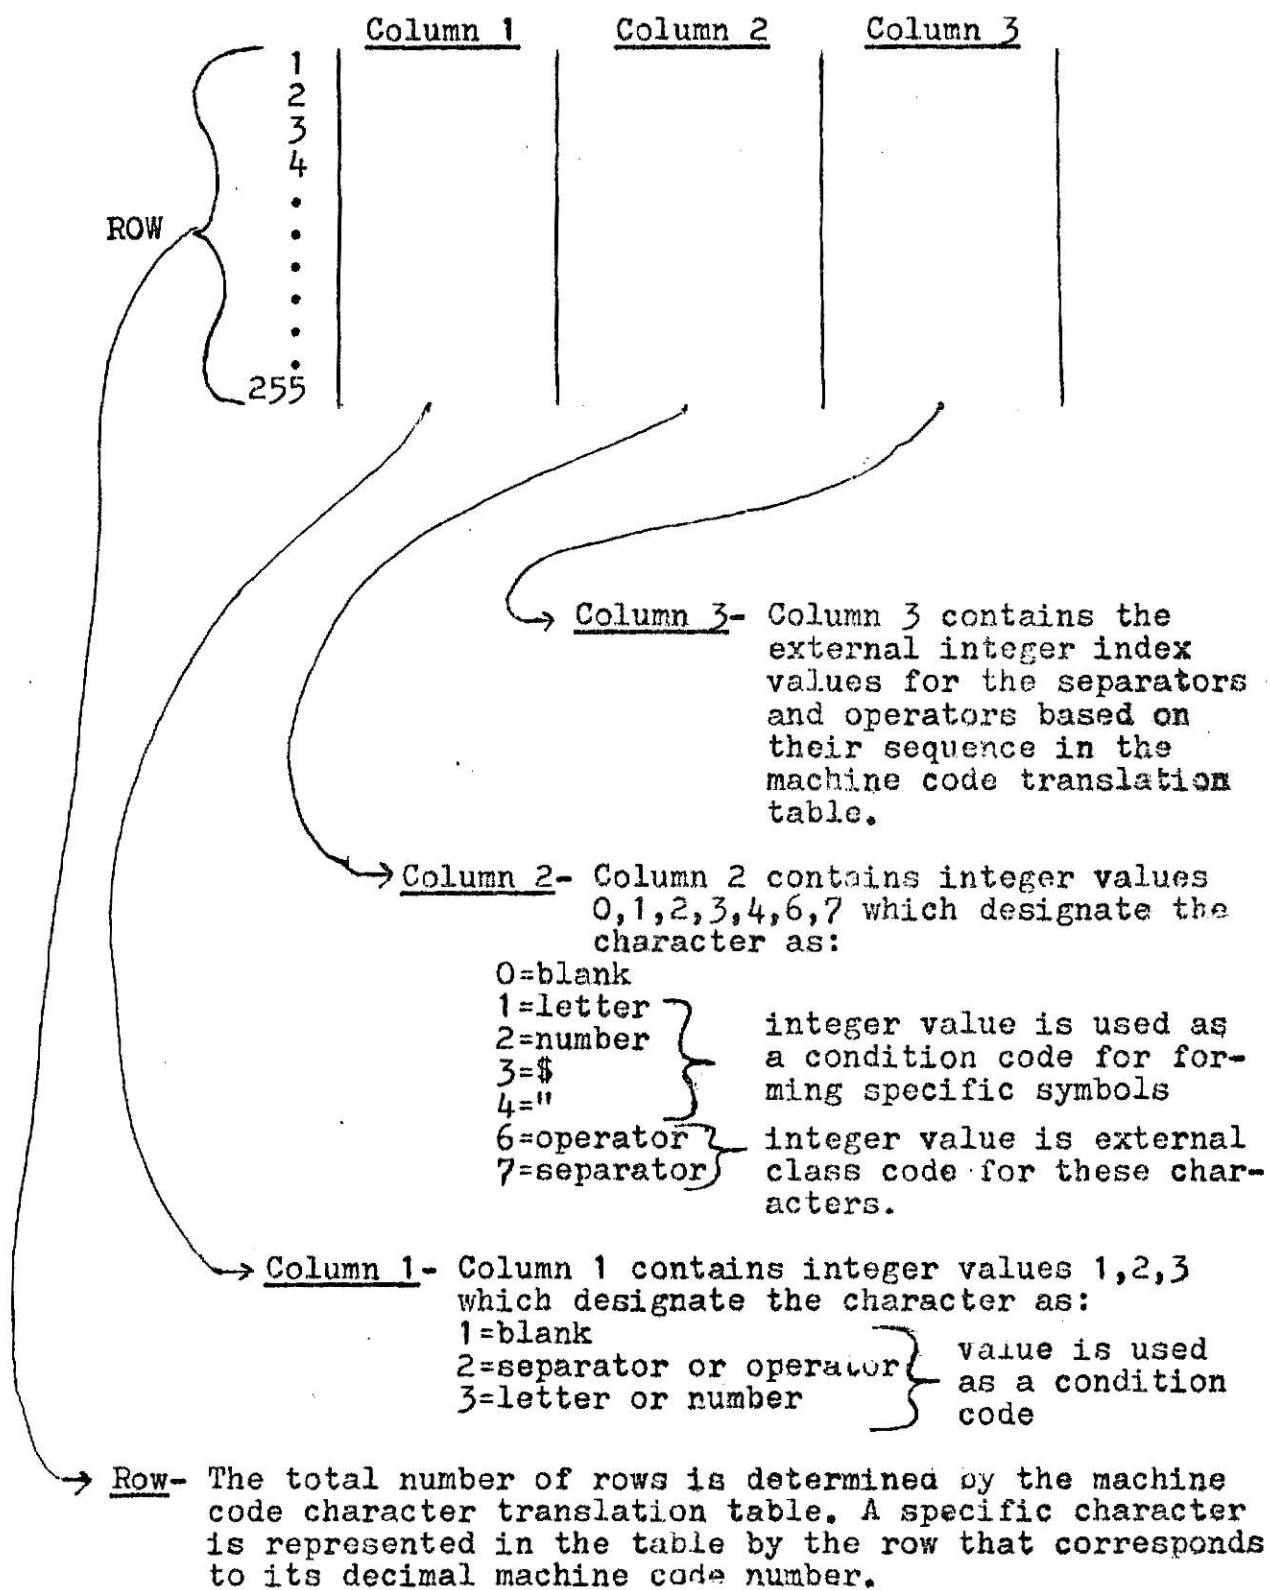 Column 1 Column 2 Column 3
1
2
3
4
ROW
255
Column 3- Column 3 contains the
external integer index
values for the separators
and operators based on
their sequence in the
machine code translation
table.
Column 2- Column 2 contains integer values
0,1,2,3,4,6,7 which designate the
character as:
0=blank
1=letter
2=number
3=$
4="
integer value is used as
a condition code for for-
ming specific symbols
6=operator
7=separator
integer value is external
class code for these char-
acters.
Column 1- Column 1 contains integer values 1,2,3
which designate the character as:
1=blank
2=separator or operator
3=letter or number
value is used
as a condition
code
Row- The total number of rows is determined by the machine
code character translation table. A specific character
is represented in the table by the row that corresponds
to its decimal machine code number.